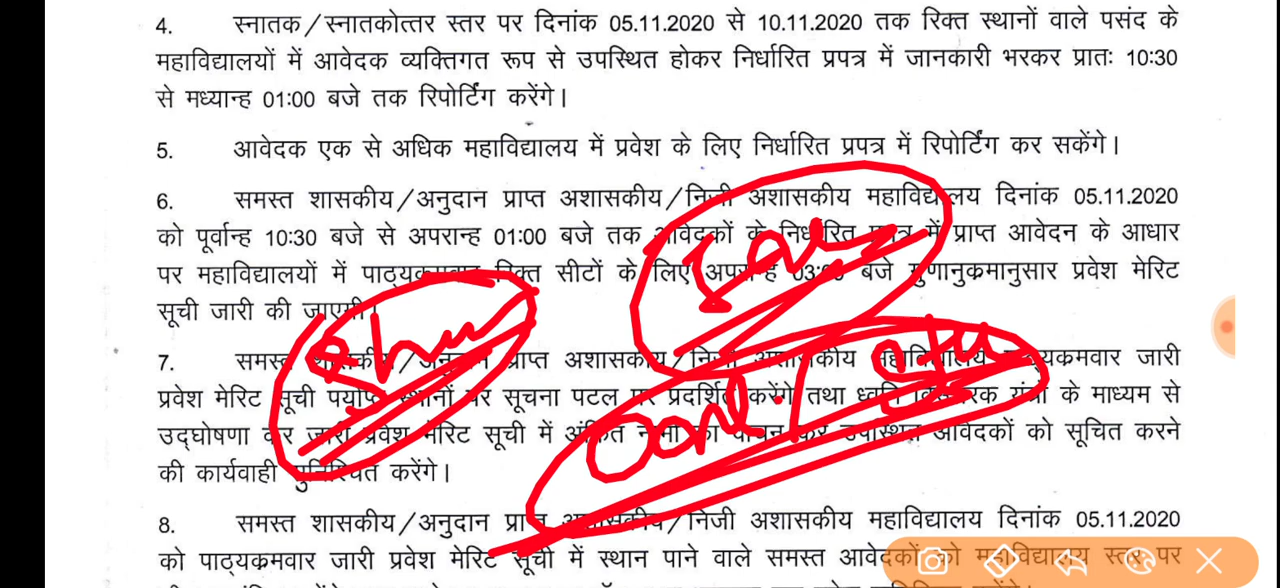 4. स्नातक/स्नातकोत्तर स्तर पर दिनांक 05.11.2020 से 10.11.2020 तक रिक्त स्थानों वाले पसंद के
महाविद्यालयों में आवेदक व्यक्तिगत रूप से उपस्थित होकर निर्धारित प्रपत्र में जानकारी भरकर प्रातः 10:30
से मध्यान्ह 01:00 बजे तक रिपोर्टिंग करेंगे।
5. आवेदक एक से अधिक महाविद्यालय में प्रवेश के लिए निर्धारित प्रपत्र में रिपोर्टिंग कर सकेंगे।
6. समस्त शासकीय/अनुदान प्राप्त अशासकीय/निजी अशासकीय महाविद्यालय दिनांक 05.11.2020
को पूर्वान्ह 10:30 बजे से अपरान्ह 01:00 बजे तक आवेदकों के निर्धारित प्रपत्र में प्राप्त आवेदन के आधार
पर महाविद्यालयों में पाठ्यक्रमवार रिक्त सीटों के लिए अपरान्ह 03:00 बजे गुणानुक्रमानुसार प्रवेश मेरिट
सूची जारी की जाएगी।
7. समस्त शासकीय/अनुदान प्राप्त अशासकीय/निजी अशासकीय महाविद्यालय पाठ्यक्रमवार जारी
प्रवेश मेरिट सूची पर्याप्त स्थानों पर सूचना पटल पर प्रदर्शित करेंगे तथा ध्वनि विस्तारक यंत्रों के माध्यम से
उद्घोषणा कर जारी प्रवेश मेरिट सूची में अंकित नामों का वाचन कर उपस्थित आवेदकों को सूचित करने
की कार्यवाही सुनिश्चित करेंगे।
8. समस्त शासकीय/अनुदान प्राप्त अशासकीय/निजी अशासकीय महाविद्यालय दिनांक 05.11.2020
को पाठ्यक्रमवार जारी प्रवेश मेरिट सूची में स्थान पाने वाले समस्त आवेदकों को महाविद्यालय स्तर पर